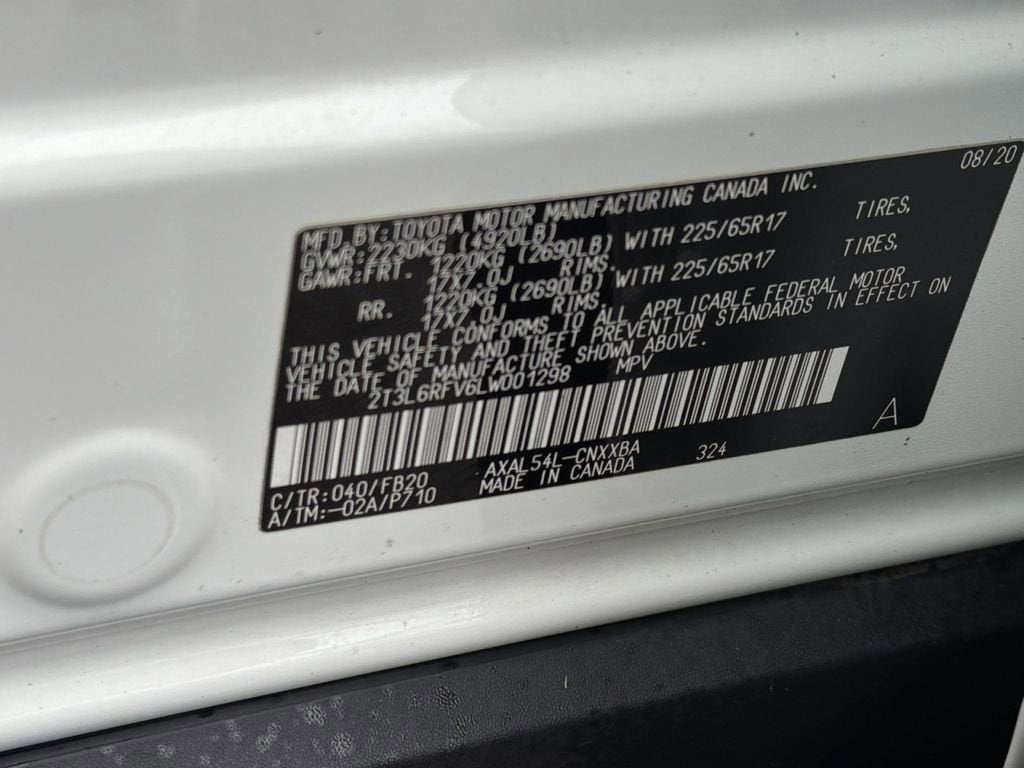 08/20
MFD BY: TOYOTA MOTOR MANUFACTURING CANADA INC.
GVWR: 2230KG (4920LB)
GAWR: FRT. 1220KG (2690LB) WITH 225/65R17 TIRES,
17X7.0J RIMS.
RR. 1220KG (2690LB) WITH 225/65R17 TIRES,
17X7.0J RIMS.
THIS VEHICLE CONFORMS TO ALL APPLICABLE FEDERAL MOTOR
VEHICLE SAFETY AND THEFT PREVENTION STANDARDS IN EFFECT ON
THE DATE OF MANUFACTURE SHOWN ABOVE.
2T3L6RFV6LW001298 MPV
C/TR: 040/FB20 AXAL54L-CNXXBA 324 A
A/TM:-02A/P710 MADE IN CANADA